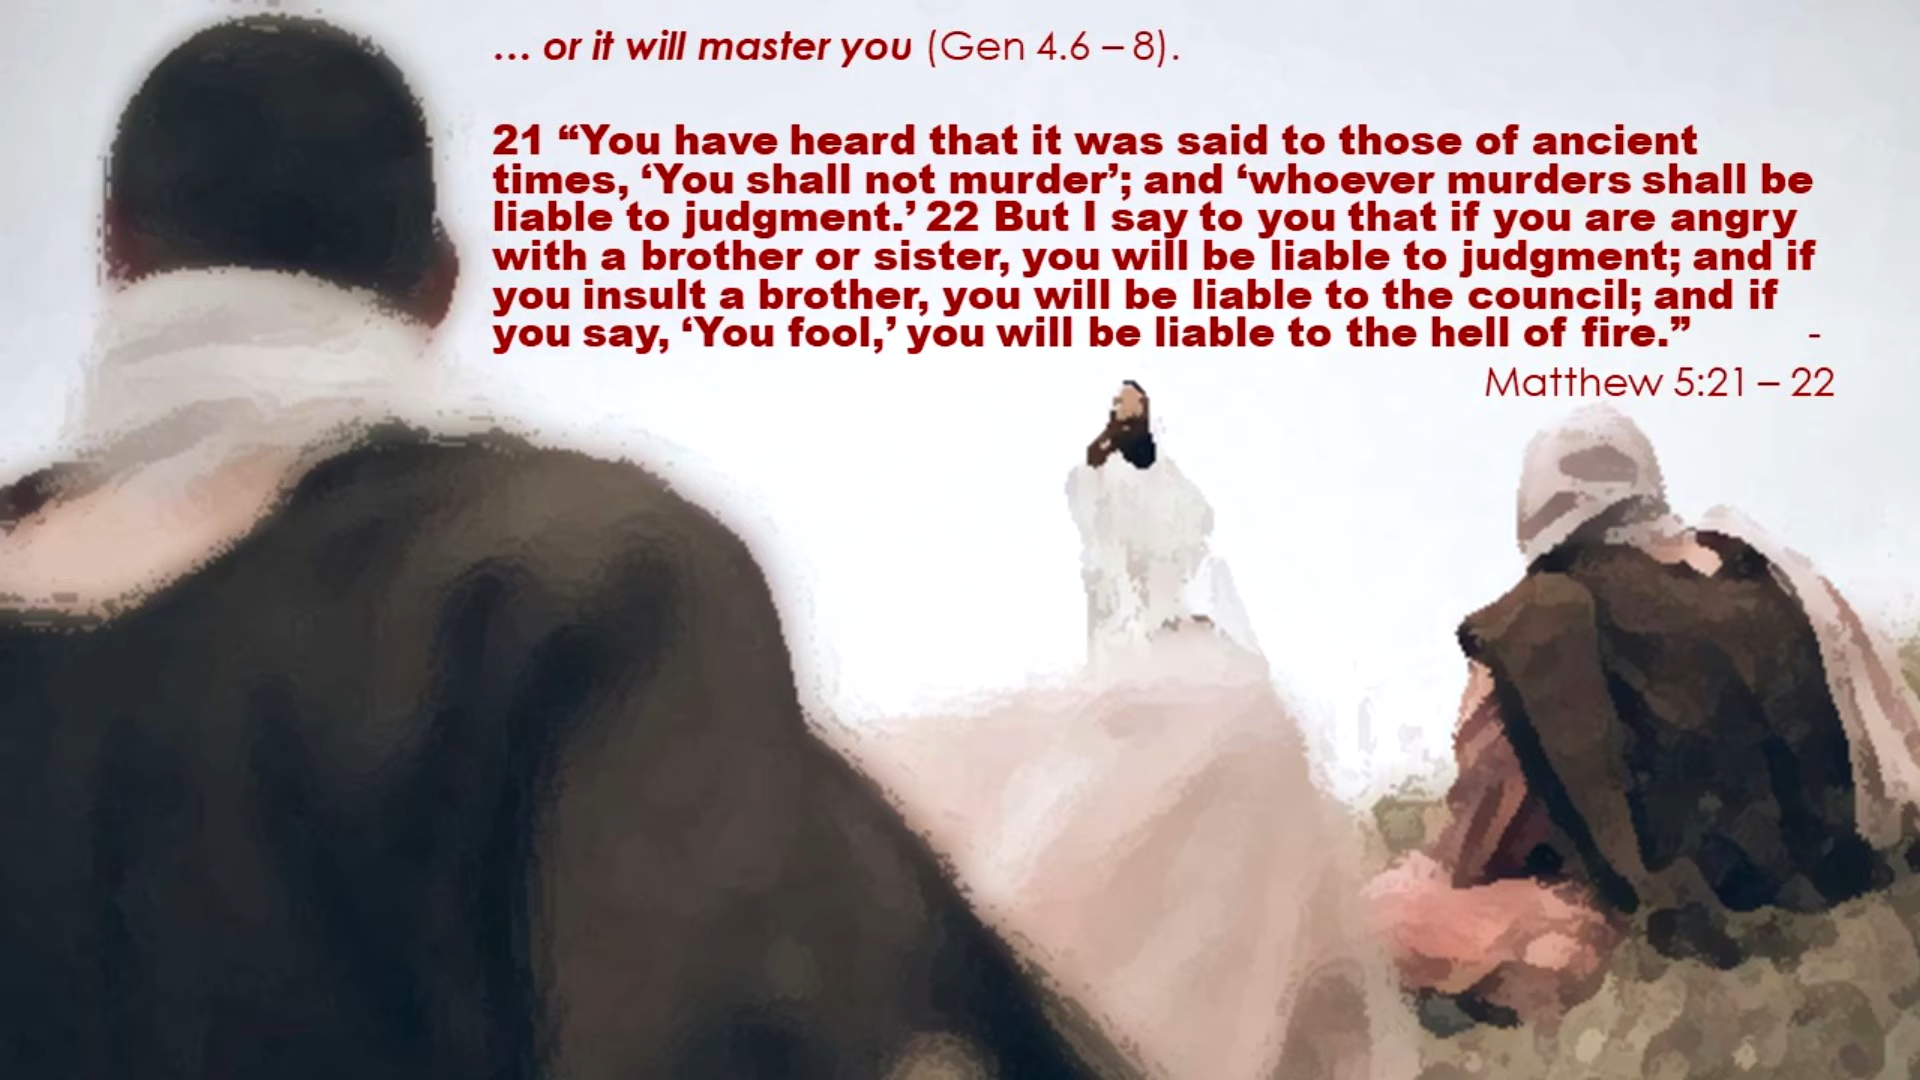 … or it will master you (Gen 4.6 – 8).
21 “You have heard that it was said to those of ancient
times, ‘You shall not murder’; and ‘whoever murders shall be
liable to judgment.’ 22 But I say to you that if you are angry
with a brother or sister, you will be liable to judgment; and if
you insult a brother, you will be liable to the council; and if
you say, ‘You fool,’ you will be liable to the hell of fire.” -
Matthew 5:21 – 22